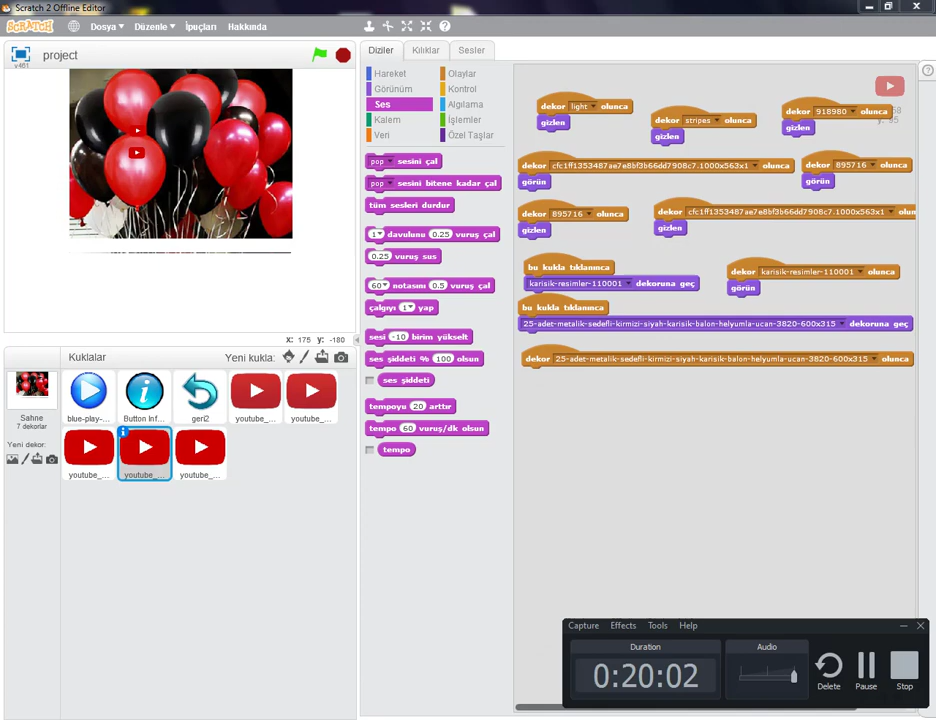 Scratch 2 Offline Editor
SCRATCH Dosya Düzenle İpuçları Hakkında
v461 project
x: 175 y: -180
Kuklalar Yeni kukla:
Sahne
7 dekorlar
Yeni dekor:
blue-play-... Button Inf... geri2 youtube_... youtube_...
youtube_... youtube_... youtube_...
Diziler Kılıklar Sesler
Hareket Olaylar
Görünüm Kontrol
Ses Algılama
Kalem İşlemler
Veri Özel Taşlar
pop sesini çal
pop sesini bitene kadar çal
tüm sesleri durdur
1 davulunu 0.25 vuruş çal
0.25 vuruş sus
60 notasını 0.5 vuruş çal
çalgıyı 1 yap
sesi -10 birim yükselt
ses şiddeti % 100 olsun
ses şiddeti
tempoyu 20 arttır
tempo 60 vuruş/dk olsun
tempo
dekor light olunca
gizlen
dekor stripes olunca
gizlen
dekor 918980 olunca
gizlen
dekor cfc1ff1353487ae7e8bf3b66dd7908c7.1000x563x1 olunca
görün
dekor 895716 olunca
görün
dekor 895716 olunca
gizlen
dekor cfc1ff1353487ae7e8bf3b66dd7908c7.1000x563x1 olun
gizlen
bu kukla tıklanınca
karisik-resimler-110001 dekoruna geç
dekor karisik-resimler-110001 olunca
görün
bu kukla tıklanınca
25-adet-metalik-sedefli-kirmizi-siyah-karisik-balon-helyumla-ucan-3820-600x315 dekoruna geç
dekor 25-adet-metalik-sedefli-kirmizi-siyah-karisik-balon-helyumla-ucan-3820-600x315 olunca
Capture Effects Tools Help
Duration
0:20:02
Audio
Delete Pause Stop